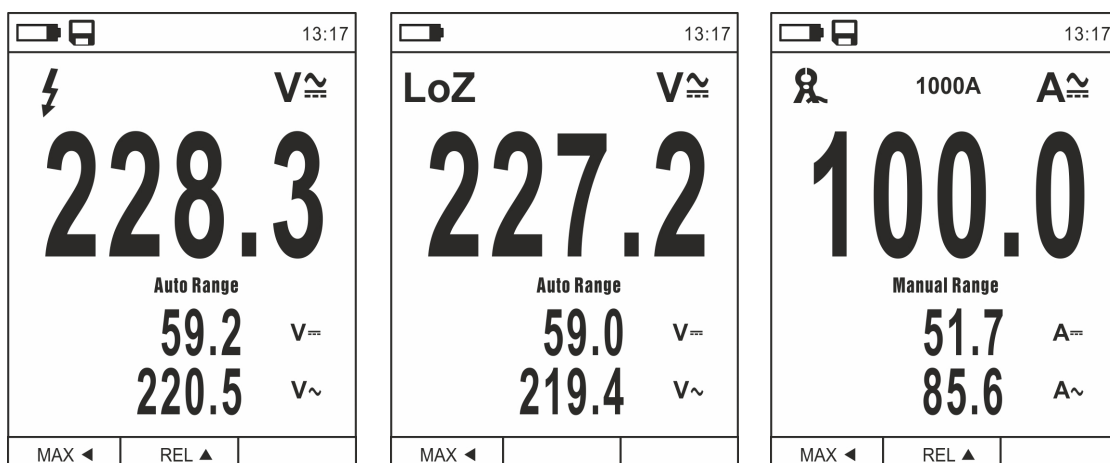 13:17
V≂
228.3
Auto Range
59.2 V⎓
220.5 V~
MAX ◄ REL ▲
13:17
LoZ V≂
227.2
Auto Range
59.0 V⎓
219.4 V~
MAX ◄
13:17
1000A A≂
100.0
Manual Range
51.7 A⎓
85.6 A~
MAX ◄ REL ▲